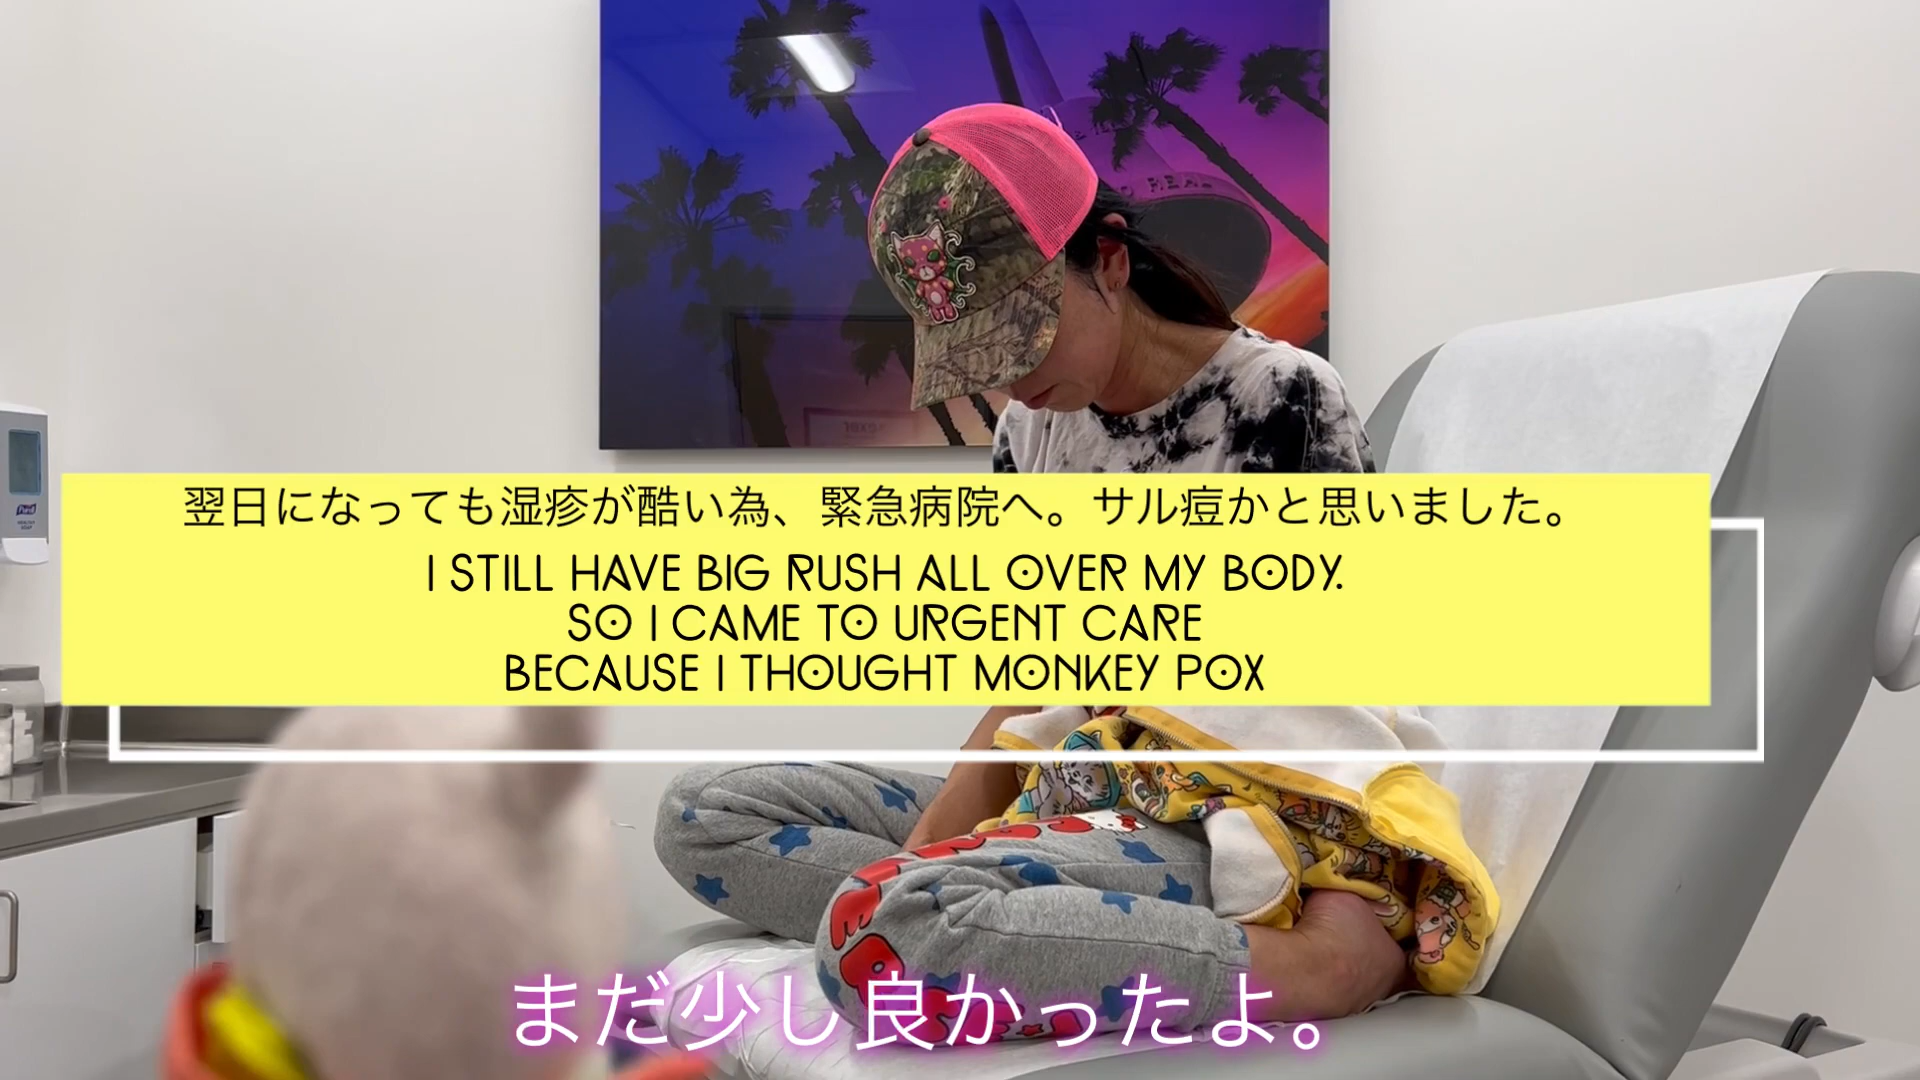 翌日になっても湿疹が酷い為、緊急病院へ。サル痘かと思いました。
I STILL HAVE BIG RUSH ALL OVER MY BODY.
SO I CAME TO URGENT CARE
BECAUSE I THOUGHT MONKEY POX
まだ少し良かったよ。